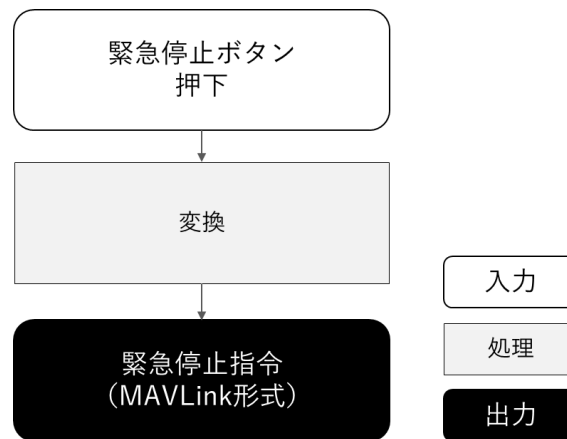 緊急停止ボタン
押下
変換
緊急停止指令
(MAVLink形式)
入力
処理
出力